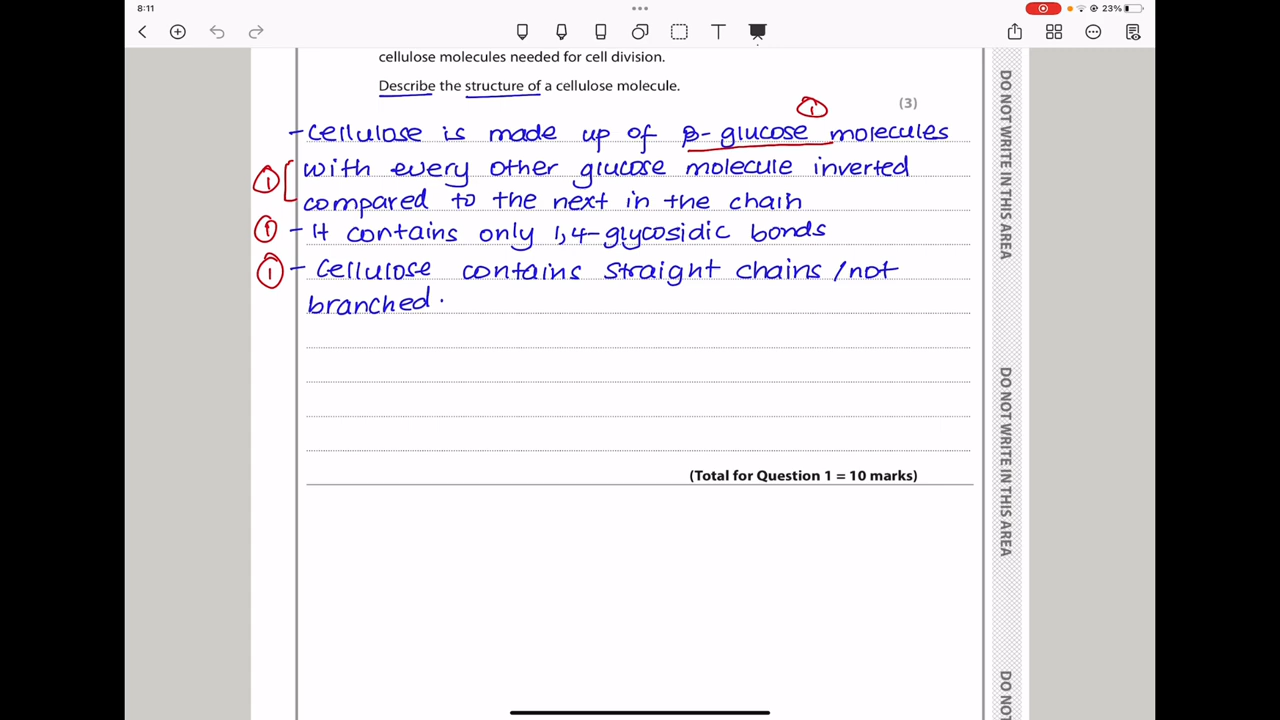 8:11
23%
T
cellulose molecules needed for cell division.
Describe the structure of a cellulose molecule.
1
(3)
- Cellulose is made up of β- glucose molecules
1 with every other glucose molecule inverted
compared to the next in the chain
1 - It contains only 1,4-glycosidic bonds
1 - Cellulose contains straight chains /not
branched.
(Total for Question 1 = 10 marks)
DO NOT WRITE IN THIS AREA
DO NOT WRITE IN THIS AREA
DO NOT